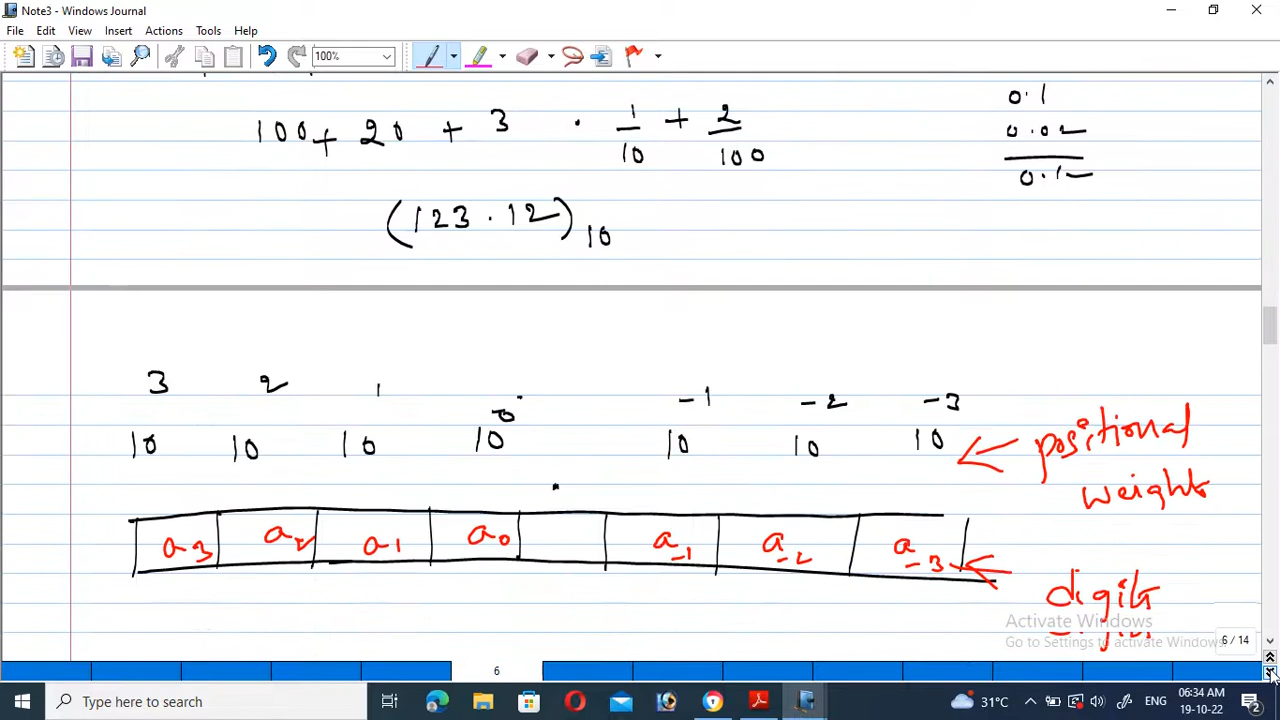 Note3 - Windows Journal
File Edit View Insert Actions Tools Help
100%
100 + 20 + 3 . 1/10 + 2/100
0.1
0.02
0.12
(123.12)10
3 2 1 0 -1 -2 -3
10 10 10 10 10 10 10
← positional
weights
.
a3 a2 a1 a0 a-1 a-2 a-3
← digits
Activate Windows
Go to Settings to activate Windows.
6 / 14
6
Type here to search
31°C
ENG
06:34 AM
19-10-22
2